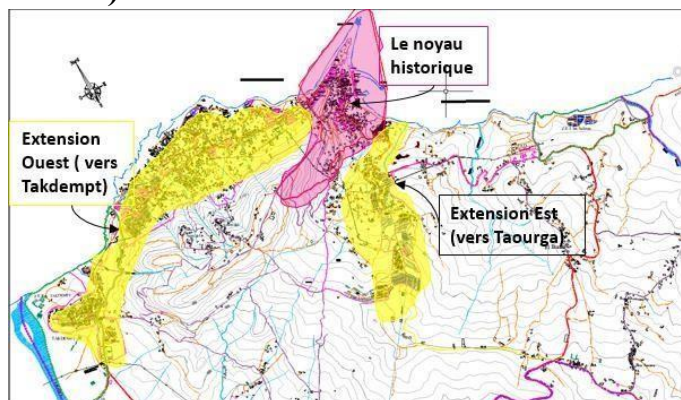 Le noyau
historique
Extension
Ouest ( vers
Takdempt)
Extension Est
(vers Taourga)